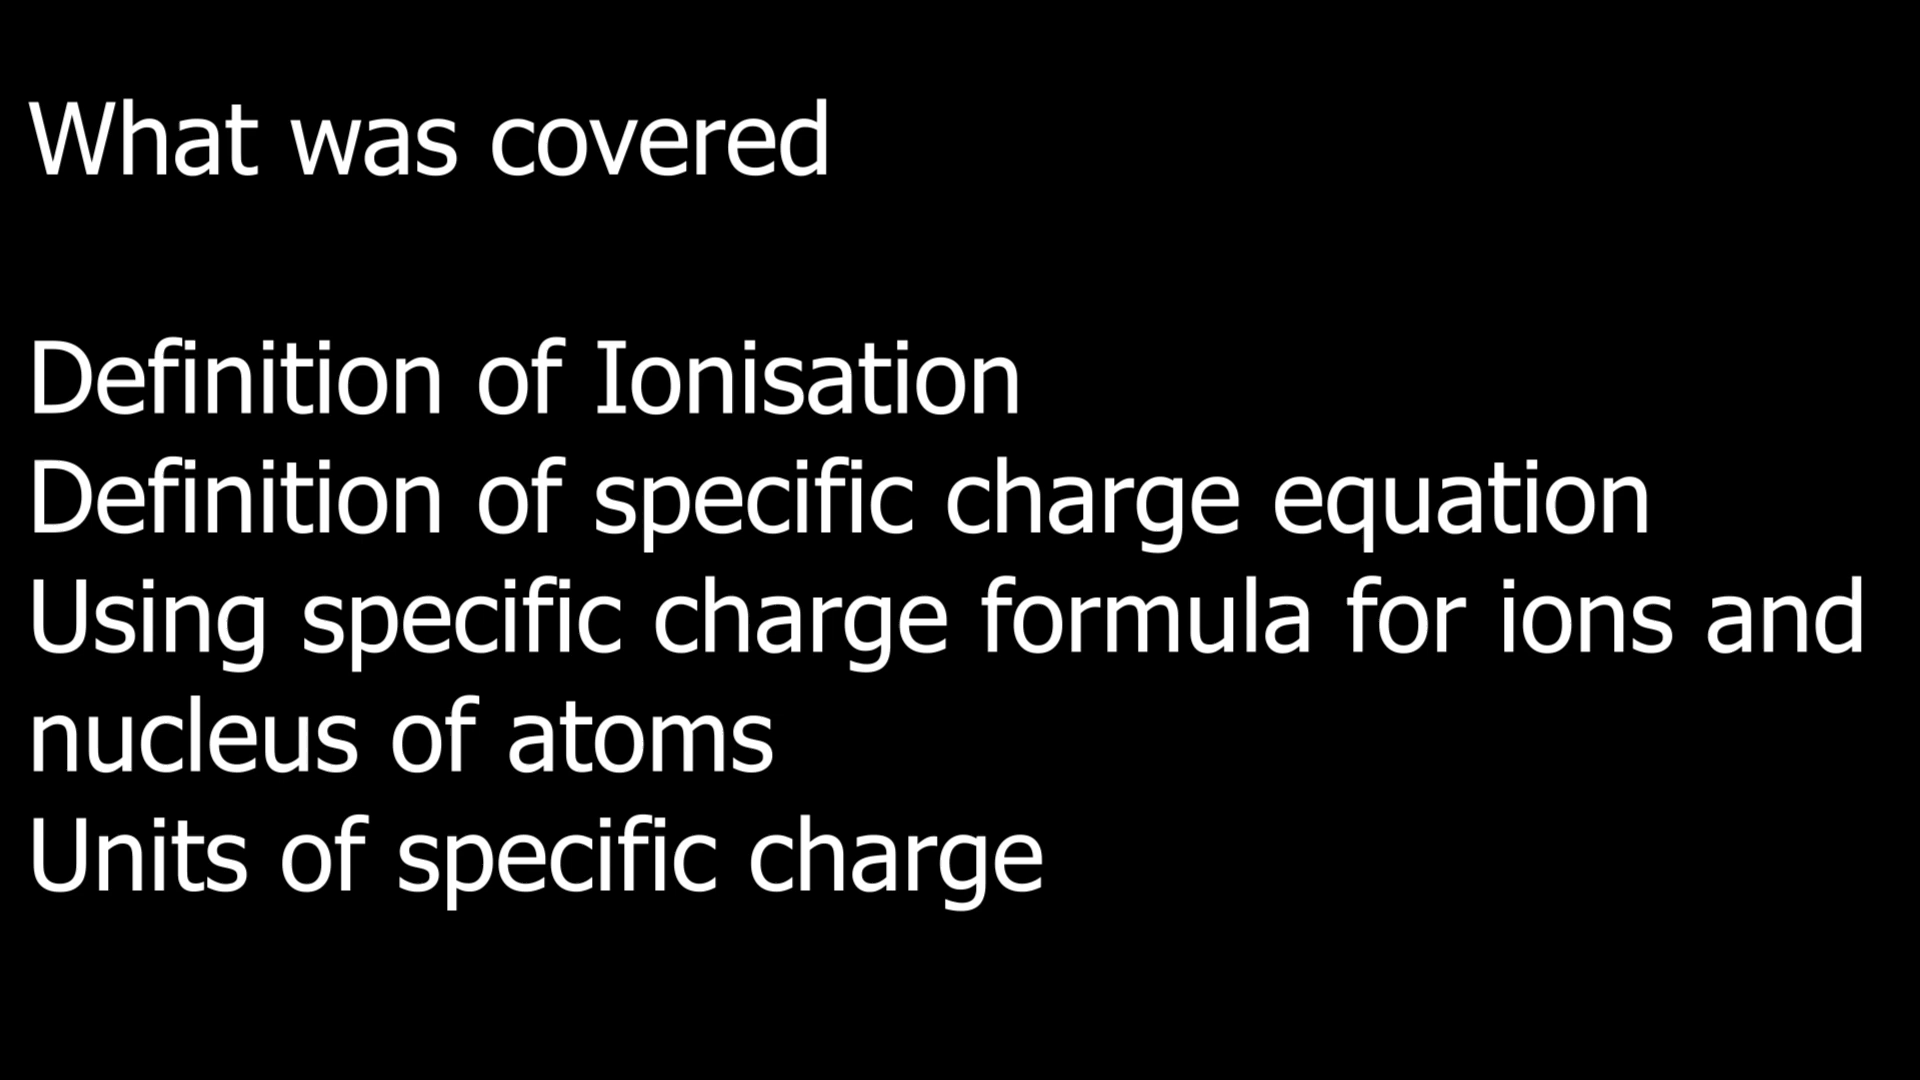 What was covered
Definition of Ionisation
Definition of specific charge equation
Using specific charge formula for ions and
nucleus of atoms
Units of specific charge